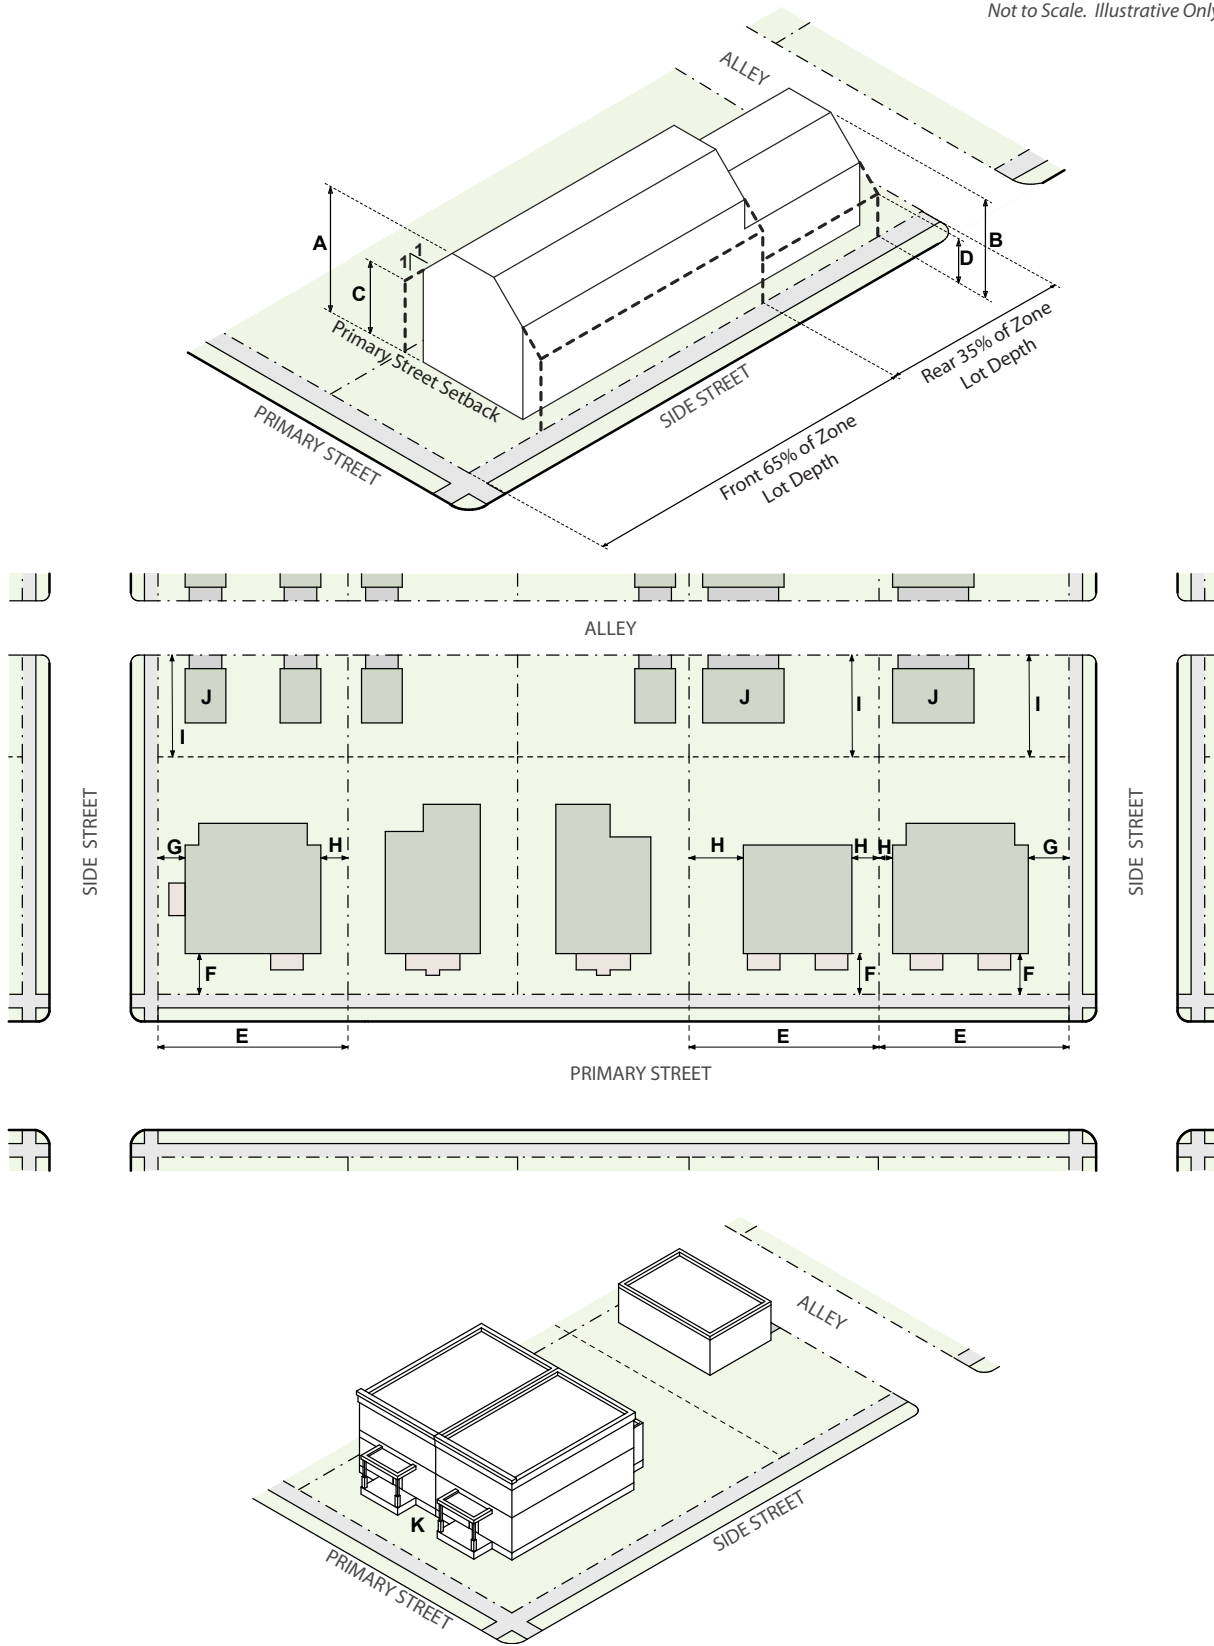 Not to Scale. Illustrative Only
ALLEY
A
B
D
1
1
C
Primary Street Setback
Rear 35% of Zone
Lot Depth
PRIMARY STREET
SIDE STREET
Front 65% of Zone
Lot Depth
ALLEY
J
J
J
I
I
I
SIDE STREET
SIDE STREET
G
H
H
H
H
G
F
F
F
E
E
E
PRIMARY STREET
ALLEY
K
SIDE STREET
PRIMARY STREET